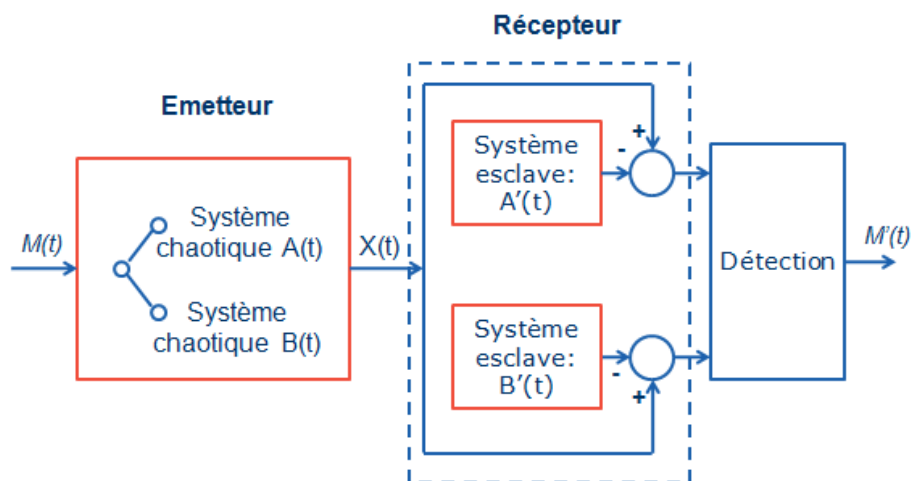 Récepteur
Emetteur
M(t)
Système
chaotique A(t)
Système
chaotique B(t)
X(t)
Système
esclave:
A'(t)
+
-
Système
esclave:
B'(t)
-
+
Détection
M'(t)